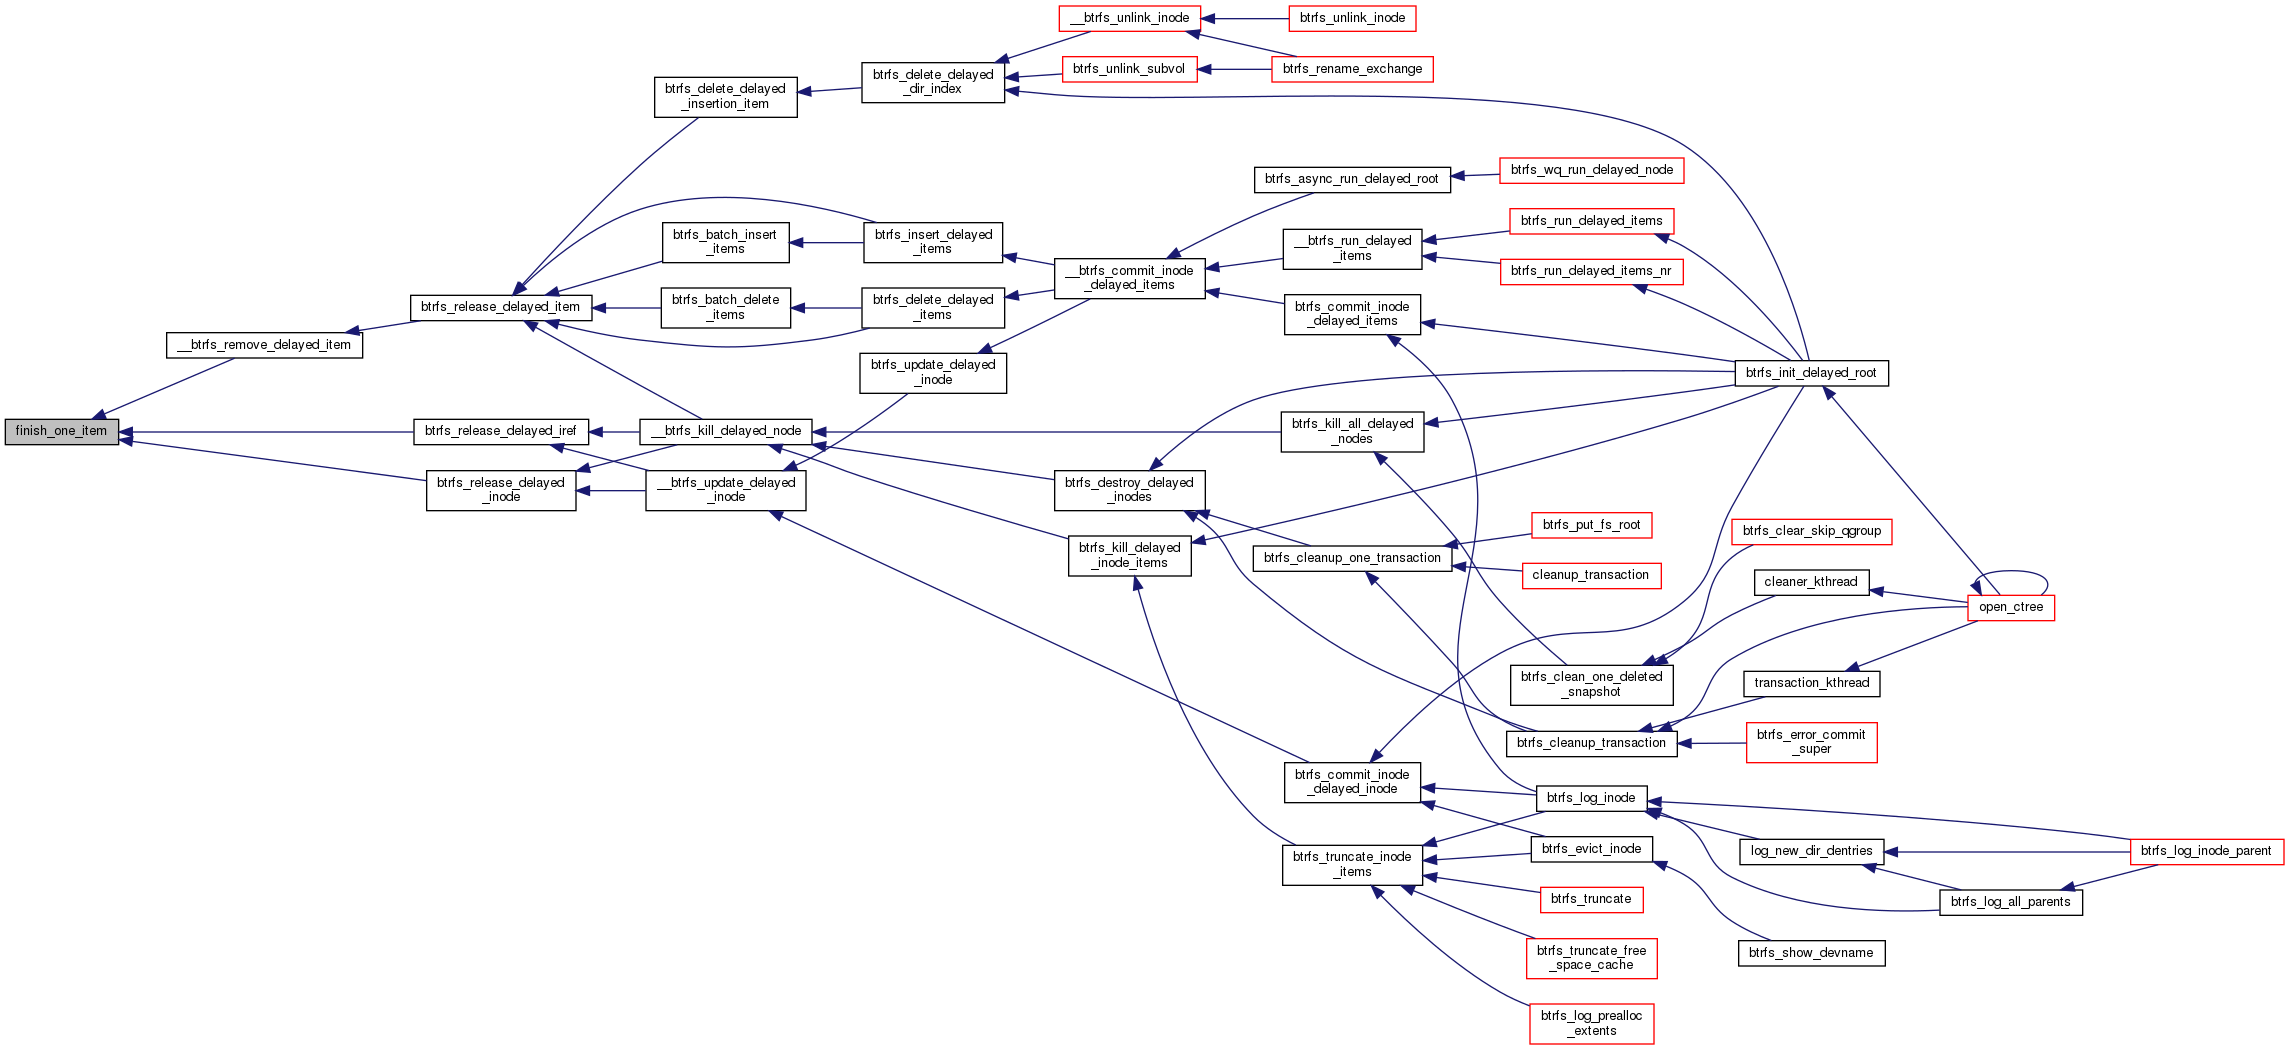 finish_one_item
__btrfs_remove_delayed_item
btrfs_release_delayed_item
btrfs_release_delayed_iref
btrfs_release_delayed
_inode
btrfs_delete_delayed
_insertion_item
btrfs_batch_insert
_items
btrfs_batch_delete
_items
__btrfs_kill_delayed_node
__btrfs_update_delayed
_inode
btrfs_delete_delayed
_dir_index
btrfs_insert_delayed
_items
btrfs_delete_delayed
_items
btrfs_update_delayed
_inode
__btrfs_unlink_inode
btrfs_unlink_subvol
__btrfs_commit_inode
_delayed_items
btrfs_destroy_delayed
_inodes
btrfs_kill_delayed
_inode_items
btrfs_unlink_inode
btrfs_rename_exchange
btrfs_async_run_delayed_root
__btrfs_run_delayed
_items
btrfs_commit_inode
_delayed_items
btrfs_kill_all_delayed
_nodes
btrfs_cleanup_one_transaction
btrfs_commit_inode
_delayed_inode
btrfs_truncate_inode
_items
btrfs_wq_run_delayed_node
btrfs_run_delayed_items
btrfs_run_delayed_items_nr
btrfs_put_fs_root
cleanup_transaction
btrfs_clean_one_deleted
_snapshot
btrfs_cleanup_transaction
btrfs_log_inode
btrfs_evict_inode
btrfs_truncate
btrfs_truncate_free
_space_cache
btrfs_log_prealloc
_extents
btrfs_init_delayed_root
btrfs_clear_skip_qgroup
cleaner_kthread
transaction_kthread
btrfs_error_commit
_super
log_new_dir_dentries
btrfs_show_devname
open_ctree
btrfs_log_all_parents
btrfs_log_inode_parent